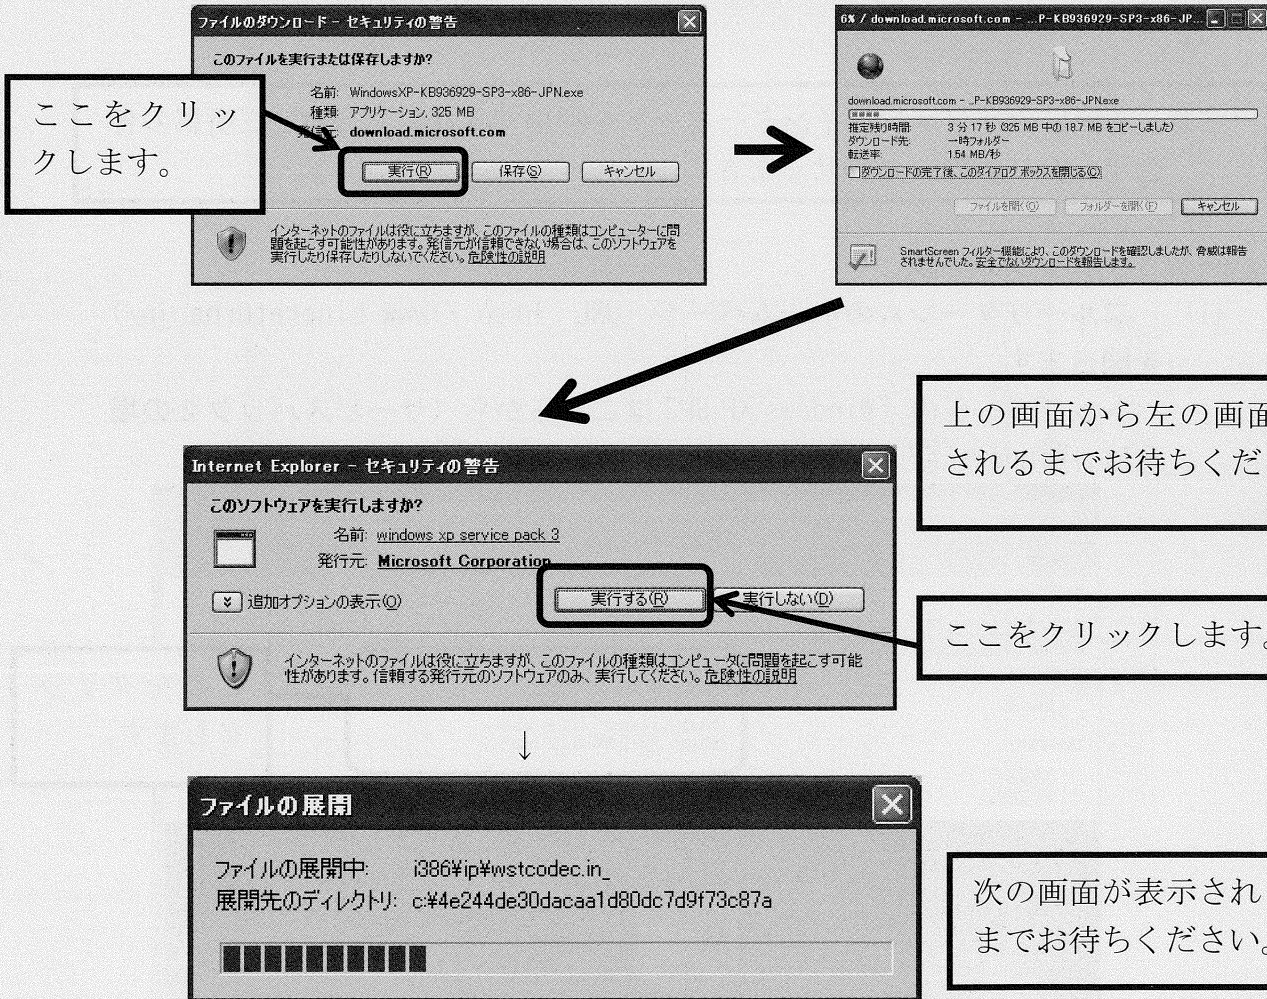 ファイルのダウンロード - セキュリティの警告
このファイルを実行または保存しますか?
名前: WindowsXP-KB936929-SP3-x86-JPN.exe
種類: アプリケーション, 325 MB
発信元: download.microsoft.com
実行(R) 保存(S) キャンセル
インターネットのファイルは役に立ちますが、このファイルの種類はコンピューターに問
題を起こす可能性があります。発信元が信頼できない場合は、このソフトウェアを
実行したり保存したりしないでください。危険性の説明
ここをクリッ
クします。
6% / download.microsoft.com - ...P-KB936929-SP3-x86-JP...
download.microsoft.com - ...P-KB936929-SP3-x86-JPN.exe
推定残り時間: 3 分 17 秒 (325 MB 中の 18.7 MB をコピーしました)
ダウンロード先: 一時フォルダー
転送率: 1.54 MB/秒
ダウンロードの完了後、このダイアログ ボックスを閉じる(C)
ファイルを開く(O) フォルダーを開く(F) キャンセル
SmartScreen フィルター機能により、このダウンロードを確認しましたが、脅威は報告
されませんでした。安全でないダウンロードを報告します。
上の画面から左の画面
されるまでお待ちくだ
Internet Explorer - セキュリティの警告
このソフトウェアを実行しますか?
名前: windows xp service pack 3
発行元: Microsoft Corporation
追加オプションの表示(O) 実行する(R) 実行しない(D)
インターネットのファイルは役に立ちますが、このファイルの種類はコンピュータに問題を起こす可能
性があります。信頼する発行元のソフトウェアのみ、実行してください。危険性の説明
ここをクリックします。
ファイルの展開
ファイルの展開中: i386¥ip¥wstcodec.in_
展開先のディレクトリ: c:¥4e244de30dacaa1d80dc7d9f73c87a
次の画面が表示され
までお待ちください。